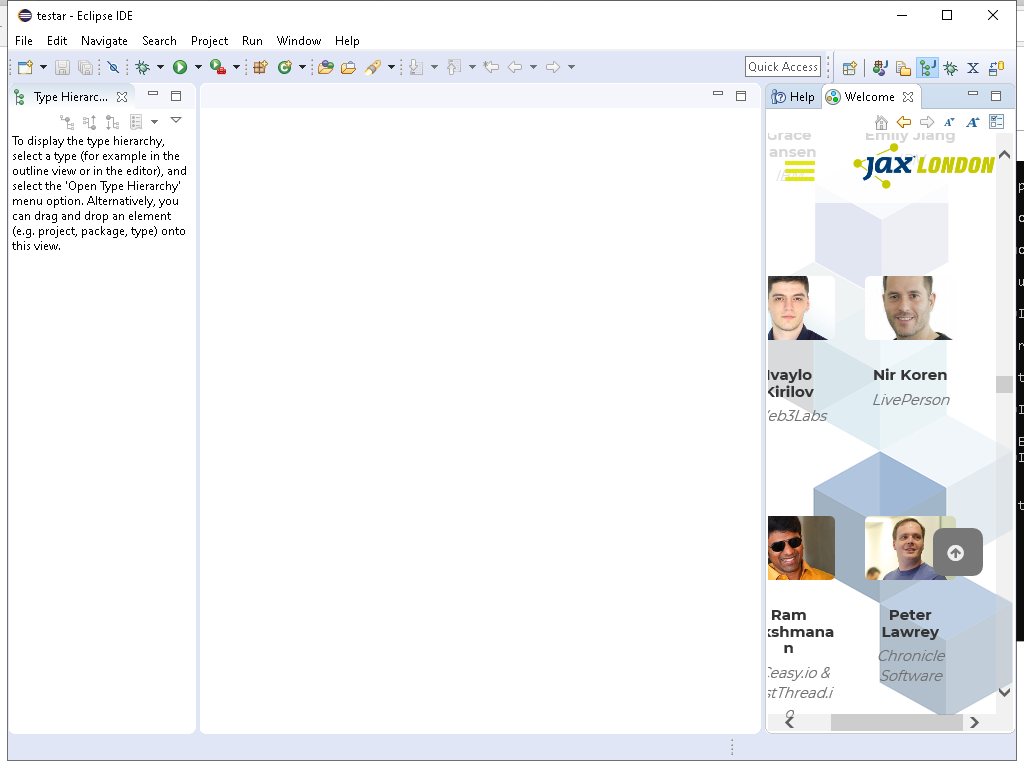 testar - Eclipse IDE
File Edit Navigate Search Project Run Window Help
Quick Access
Type Hierarc...
To display the type hierarchy,
select a type (for example in the
outline view or in the editor), and
select the 'Open Type Hierarchy'
menu option. Alternatively, you
can drag and drop an element
(e.g. project, package, type) onto
this view.
Help Welcome
Grace
ansen
Emily Jiang
JAX LONDON
Ivaylo
Kirilov
eb3Labs
Nir Koren
LivePerson
Ram
kshmana
n
ceasy.io &
stThread.i
o
Peter
Lawrey
Chronicle
Software